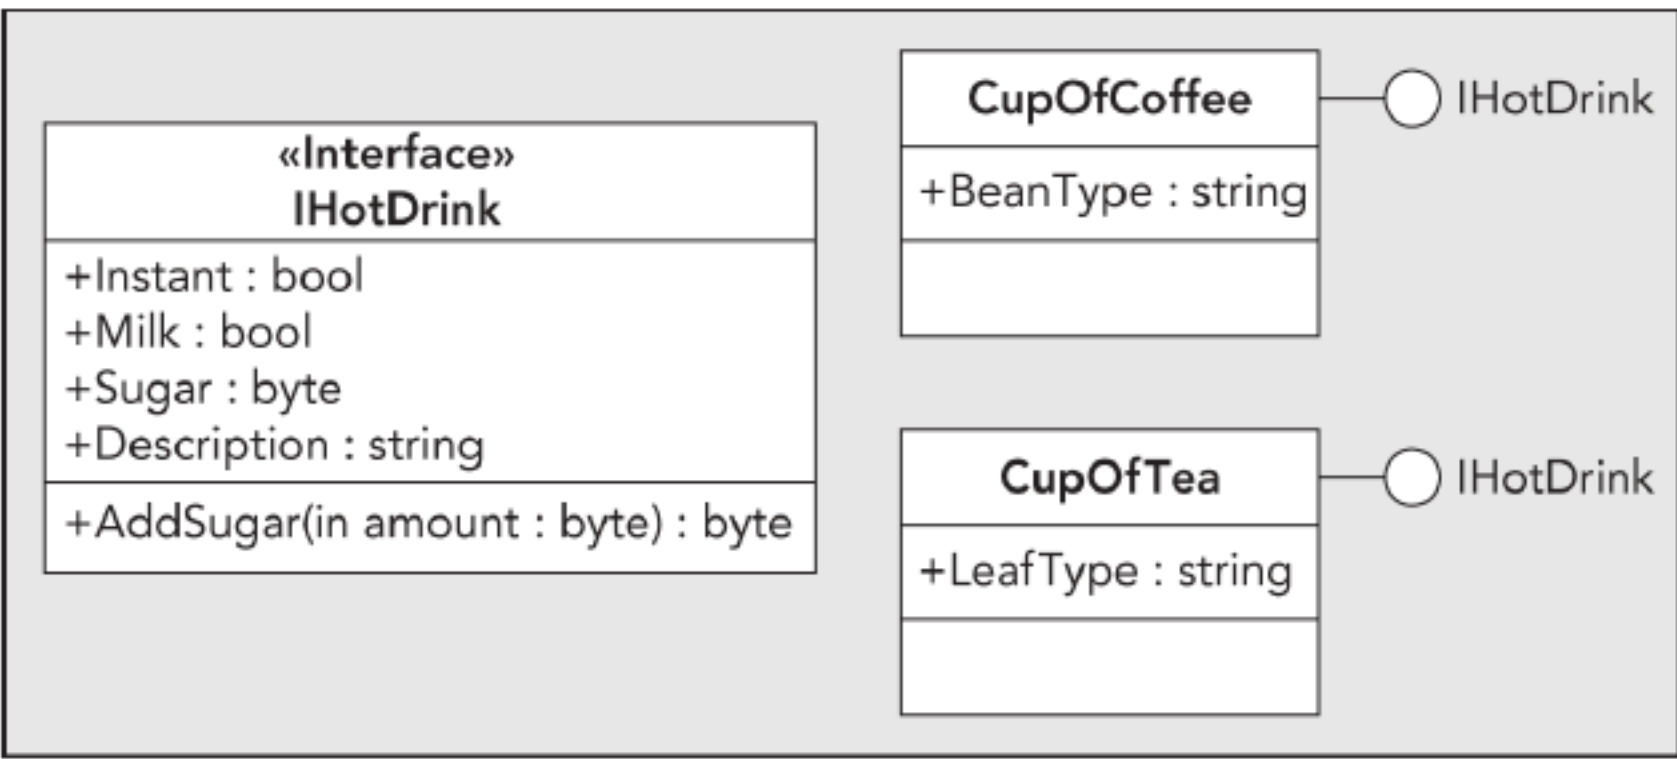 «Interface»
IHotDrink
+Instant : bool
+Milk : bool
+Sugar : byte
+Description : string
+AddSugar(in amount : byte) : byte
CupOfCoffee
IHotDrink
+BeanType : string
CupOfTea
IHotDrink
+LeafType : string